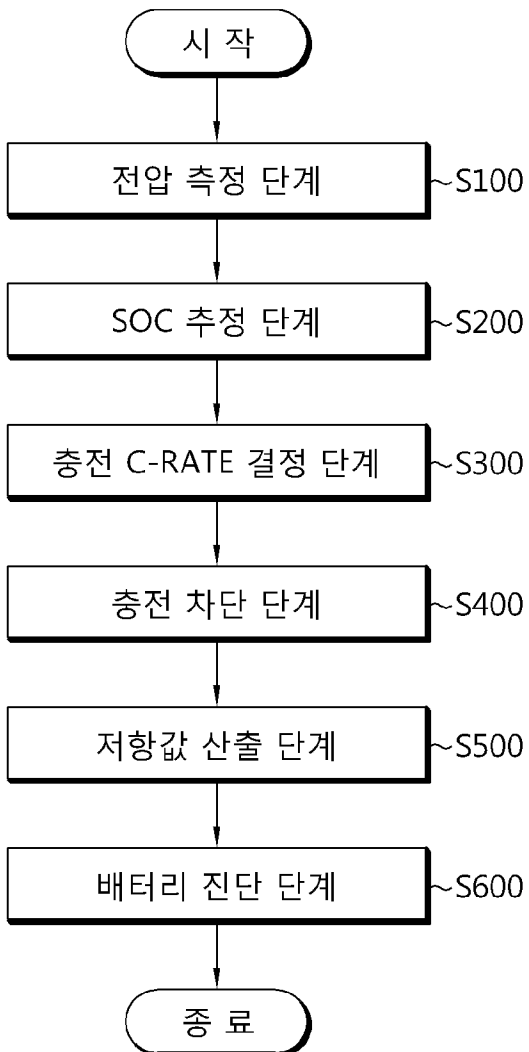 시 작
전압 측정 단계 ~S100
SOC 추정 단계 ~S200
충전 C-RATE 결정 단계 ~S300
충전 차단 단계 ~S400
저항값 산출 단계 ~S500
배터리 진단 단계 ~S600
종 료